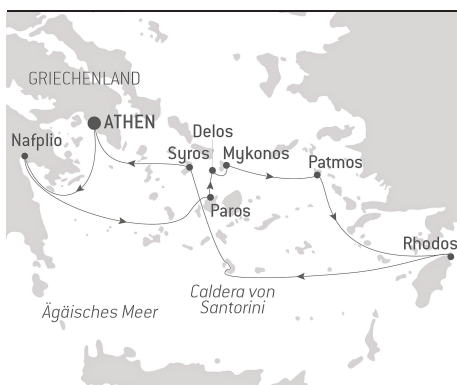 GRIECHENLAND
ATHEN
Nafplio
Delos
Syros
Mykonos
Patmos
Paros
Rhodos
Caldera von
Santorini
Ägäisches Meer